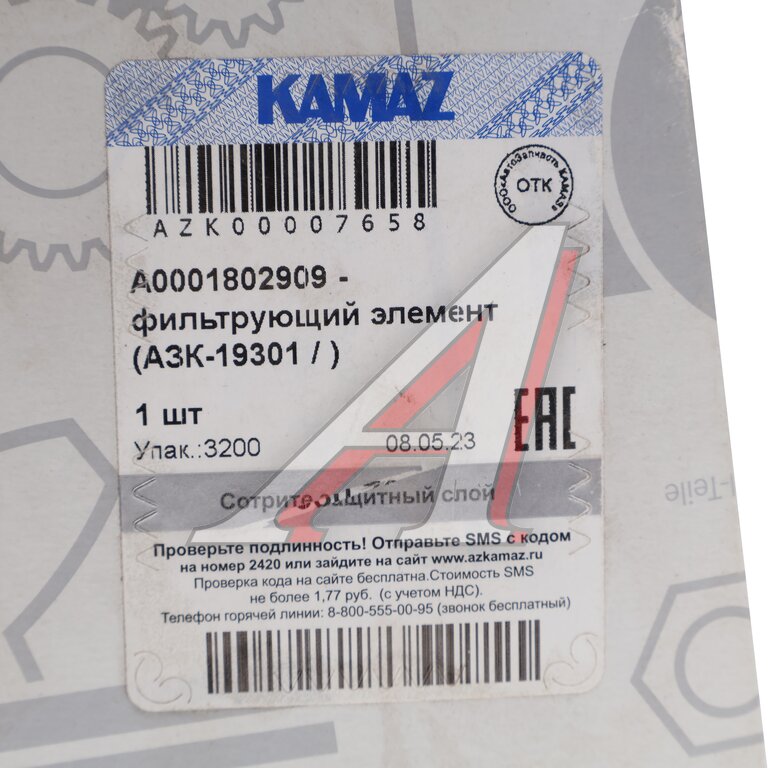 KAMAZ
AZK00007658
ООО«АвтоЗапчасть КАМАЗ»
ОТК
A0001802909 -
фильтрующий элемент
(АЗК-19301 / )
1 шт
Упак.:3200
08.05.23
EAC
Сотрите защитный слой
Проверьте подлинность! Отправьте SMS с кодом
на номер 2420 или зайдите на сайт www.azkamaz.ru
Проверка кода на сайте бесплатна.Стоимость SMS
не более 1,77 руб. (с учетом НДС).
Телефон горячей линии: 8-800-555-00-95 (звонок бесплатный)
-Teile